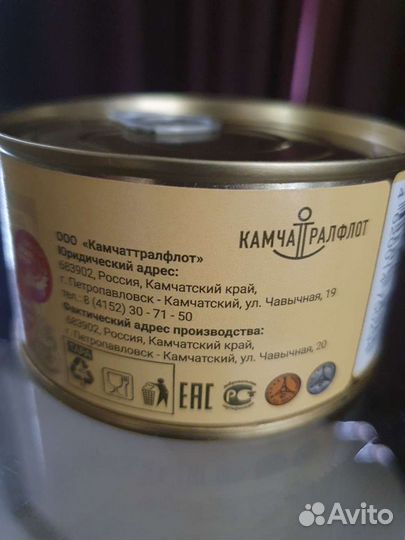 КАМЧАТРАЛФЛОТ
ООО «Камчаттралфлот»
Юридический адрес:
683902, Россия, Камчатский край,
г. Петропавловск - Камчатский, ул. Чавычная, 19
тел.: 8 (4152) 30 - 71 - 50
Фактический адрес производства:
683902, Россия, Камчатский край,
г. Петропавловск - Камчатский, ул. Чавычная, 20
ЕАС
Avito